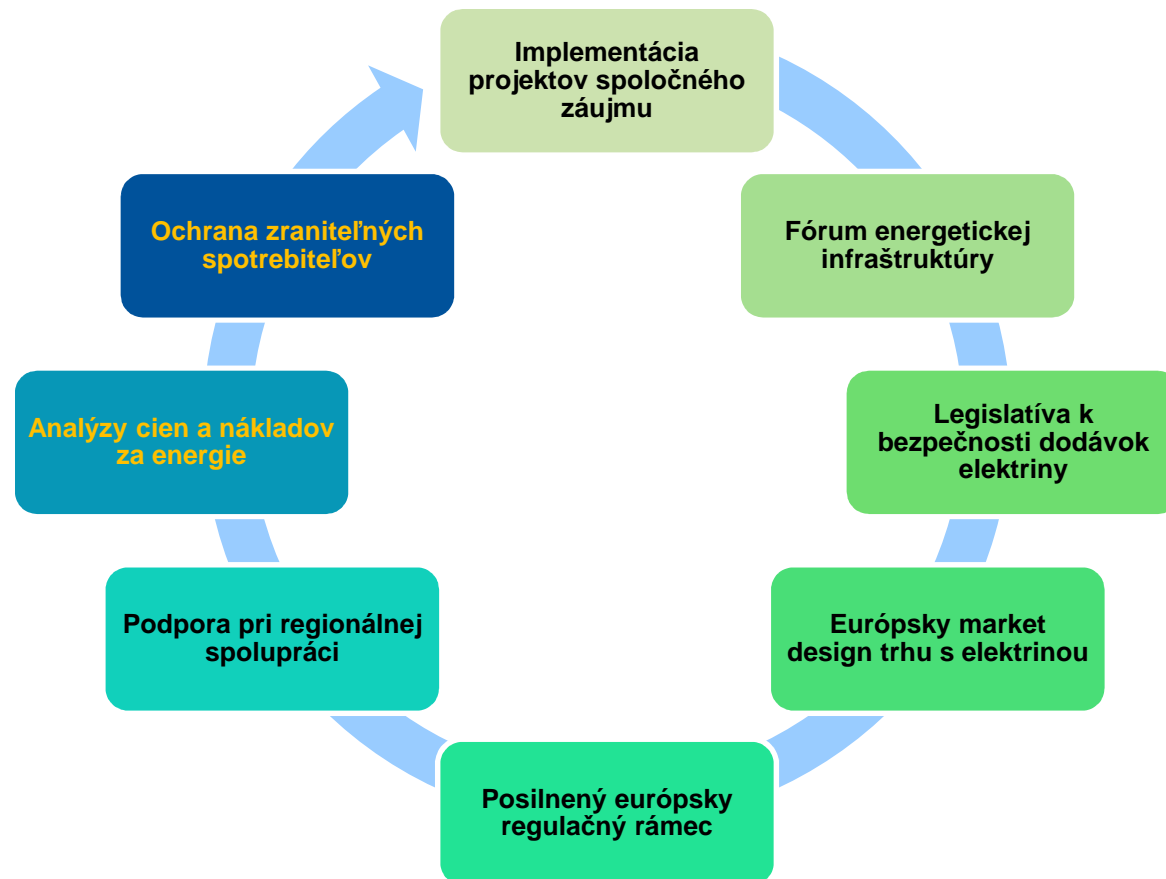 Implementácia
projektov spoločného
záujmu
Fórum energetickej
infraštruktúry
Legislatíva k
bezpečnosti dodávok
elektriny
Európsky market
design trhu s elektrinou
Posilnený európsky
regulačný rámec
Podpora pri regionálnej
spolupráci
Analýzy cien a nákladov
za energie
Ochrana zraniteľných
spotrebiteľov